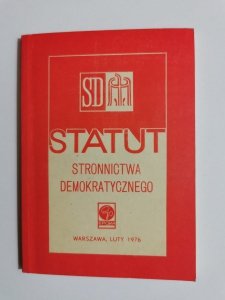 SD
STATUT
STRONNICTWA
DEMOKRATYCZNEGO
WARSZAWA, LUTY 1976